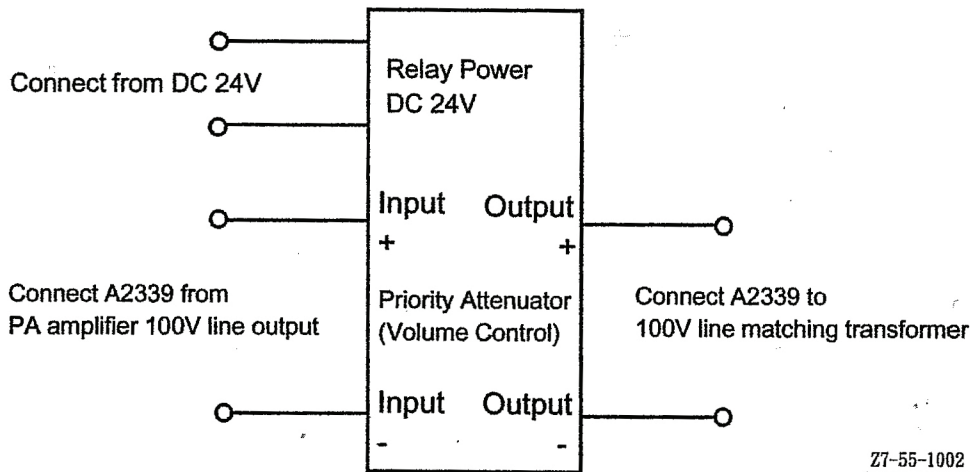 Connect from DC 24V
Relay Power
DC 24V
Input Output
+ +
Connect A2339 from
PA amplifier 100V line output
Priority Attenuator
(Volume Control)
Connect A2339 to
100V line matching transformer
Input Output
- -
Z7-55-1002